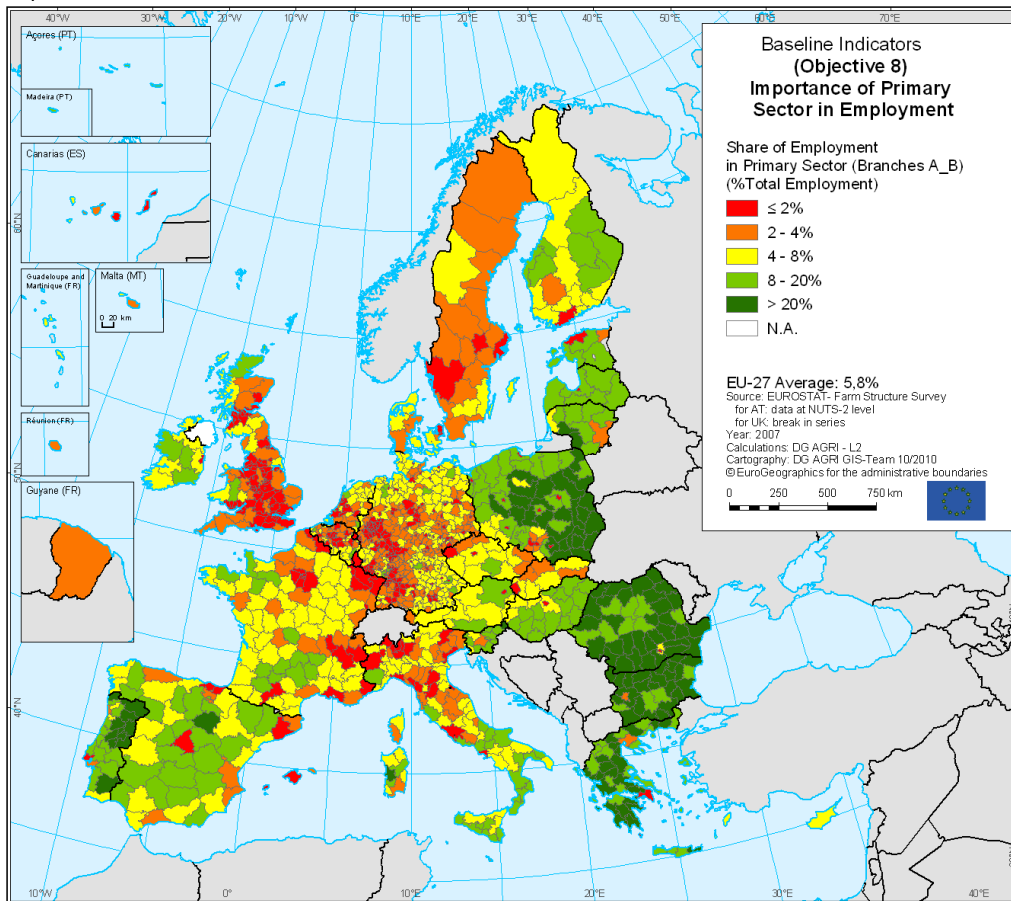 40°W 30°W 20°W 10°W 0° 10°E 20°E 30°E 40°E 50°E 60°E 70°E
Açores (PT)
Madeira (PT)
Canarias (ES)
Guadeloupe and
Martinique (FR)
Malta (MT)
0 20 km
Réunion (FR)
Guyane (FR)
60°N
50°N
40°N
Baseline Indicators
(Objective 8)
Importance of Primary
Sector in Employment
Share of Employment
in Primary Sector (Branches A_B)
(%Total Employment)
≤ 2%
2 - 4%
4 - 8%
8 - 20%
> 20%
N.A.
EU-27 Average: 5,8%
Source: EUROSTAT- Farm Structure Survey
for AT: data at NUTS-2 level
for UK: break in series
Year: 2007
Calculations: DG AGRI - L2
Cartography: DG AGRI GIS-Team 10/2010
© EuroGeographics for the administrative boundaries
0 250 500 750 km
10°W 0° 10°E 20°E 30°E 40°E